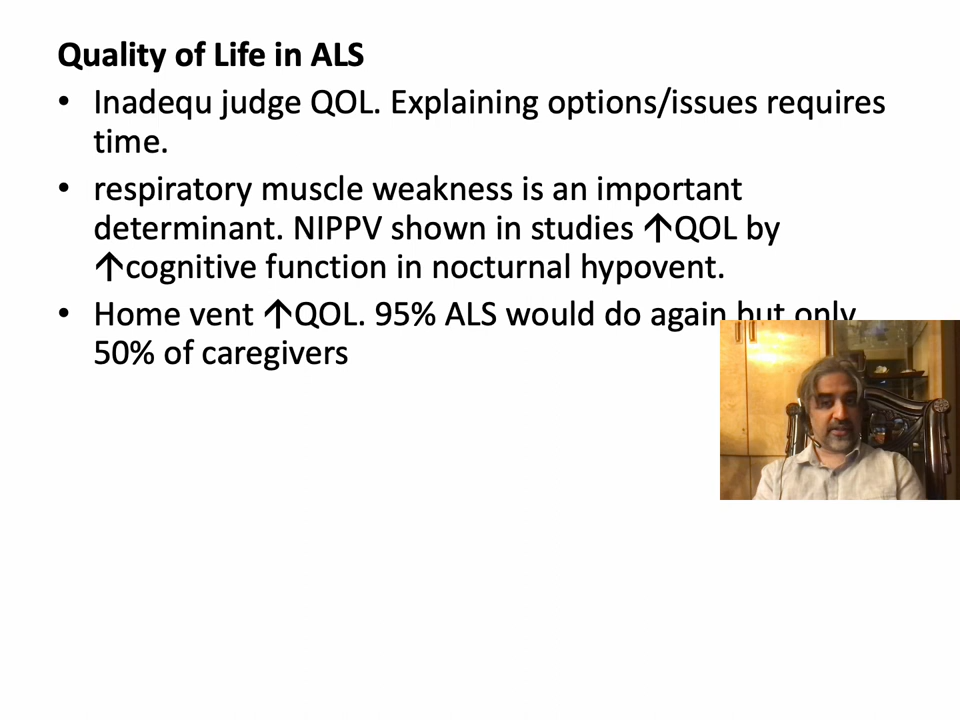 Quality of Life in ALS
• Inadequ judge QOL. Explaining options/issues requires
time.
• respiratory muscle weakness is an important
determinant. NIPPV shown in studies ↑QOL by
↑cognitive function in nocturnal hypovent.
• Home vent ↑QOL. 95% ALS would do again but only
50% of caregivers